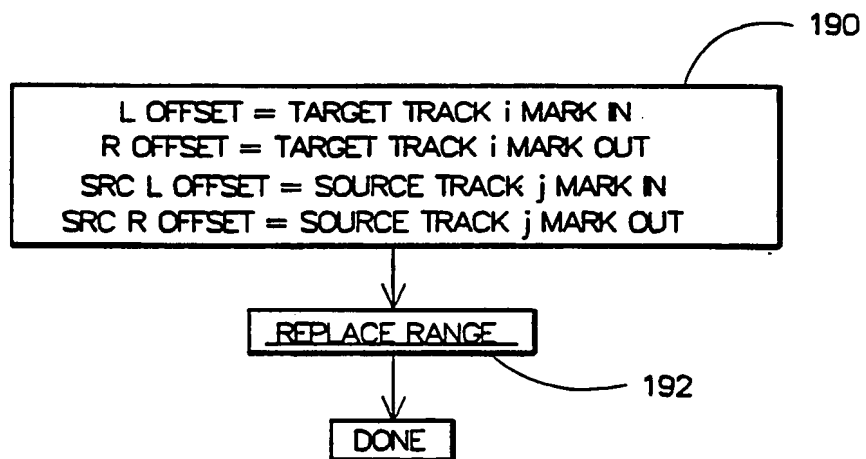 190
L OFFSET = TARGET TRACK i MARK IN
R OFFSET = TARGET TRACK i MARK OUT
SRC L OFFSET = SOURCE TRACK j MARK IN
SRC R OFFSET = SOURCE TRACK j MARK OUT
REPLACE RANGE
192
DONE